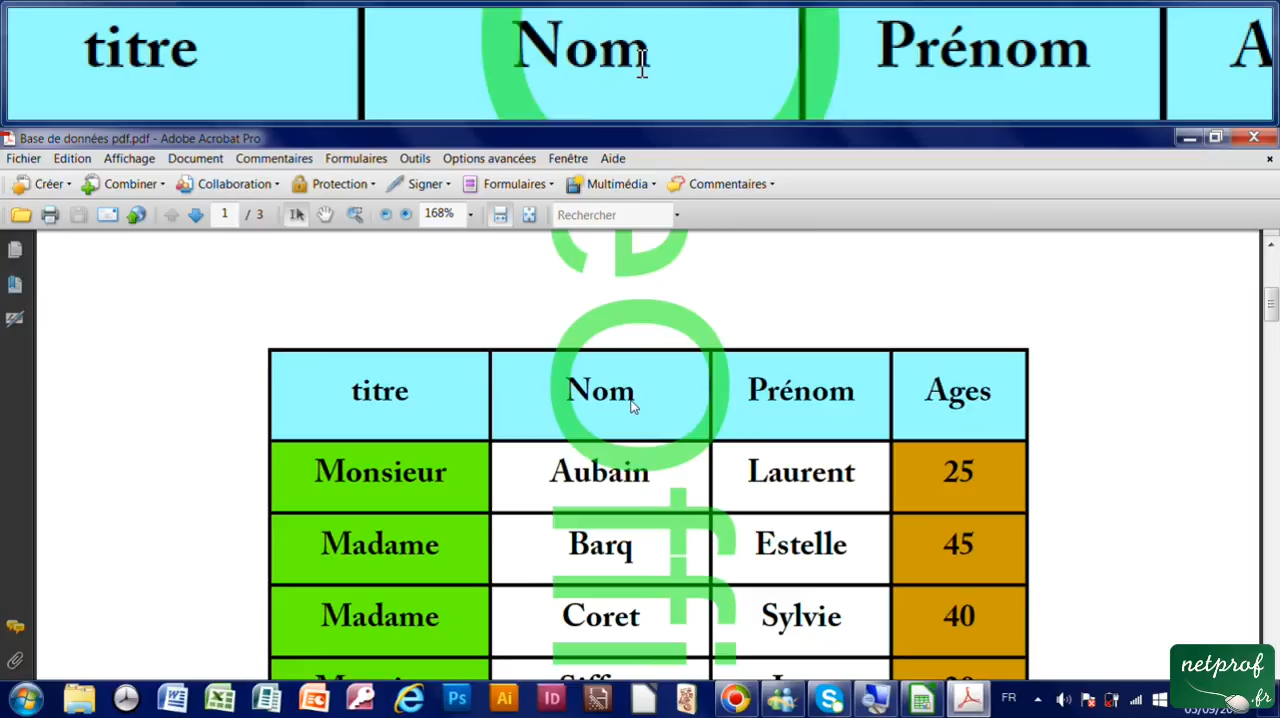 titre Nom Prénom A
Base de données pdf.pdf - Adobe Acrobat Pro
Fichier Edition Affichage Document Commentaires Formulaires Outils Options avancées Fenêtre Aide
Créer Combiner Collaboration Protection Signer Formulaires Multimédia Commentaires
1 / 3 168% Rechercher
titre Nom Prénom Ages
Monsieur Aubain Laurent 25
Madame Barq Estelle 45
Madame Coret Sylvie 40
eOffi
netprof
.fr
FR